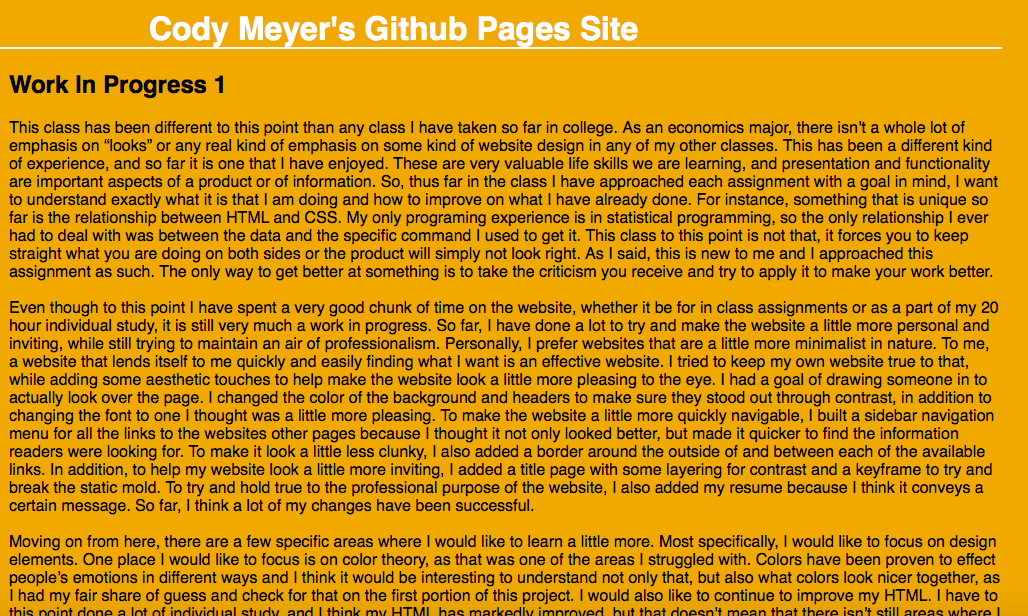 Cody Meyer's Github Pages Site
Work In Progress 1
This class has been different to this point than any class I have taken so far in college. As an economics major, there isn’t a whole lot of
emphasis on “looks” or any real kind of emphasis on some kind of website design in any of my other classes. This has been a different kind
of experience, and so far it is one that I have enjoyed. These are very valuable life skills we are learning, and presentation and functionality
are important aspects of a product or of information. So, thus far in the class I have approached each assignment with a goal in mind, I want
to understand exactly what it is that I am doing and how to improve on what I have already done. For instance, something that is unique so
far is the relationship between HTML and CSS. My only programing experience is in statistical programming, so the only relationship I ever
had to deal with was between the data and the specific command I used to get it. This class to this point is not that, it forces you to keep
straight what you are doing on both sides or the product will simply not look right. As I said, this is new to me and I approached this
assignment as such. The only way to get better at something is to take the criticism you receive and try to apply it to make your work better.
Even though to this point I have spent a very good chunk of time on the website, whether it be for in class assignments or as a part of my 20
hour individual study, it is still very much a work in progress. So far, I have done a lot to try and make the website a little more personal and
inviting, while still trying to maintain an air of professionalism. Personally, I prefer websites that are a little more minimalist in nature. To me,
a website that lends itself to me quickly and easily finding what I want is an effective website. I tried to keep my own website true to that,
while adding some aesthetic touches to help make the website look a little more pleasing to the eye. I had a goal of drawing someone in to
actually look over the page. I changed the color of the background and headers to make sure they stood out through contrast, in addition to
changing the font to one I thought was a little more pleasing. To make the website a little more quickly navigable, I built a sidebar navigation
menu for all the links to the websites other pages because I thought it not only looked better, but made it quicker to find the information
readers were looking for. To make it look a little less clunky, I also added a border around the outside of and between each of the available
links. In addition, to help my website look a little more inviting, I added a title page with some layering for contrast and a keyframe to try and
break the static mold. To try and hold true to the professional purpose of the website, I also added my resume because I think it conveys a
certain message. So far, I think a lot of my changes have been successful.
Moving on from here, there are a few specific areas where I would like to learn a little more. Most specifically, I would like to focus on design
elements. One place I would like to focus is on color theory, as that was one of the areas I struggled with. Colors have been proven to effect
people’s emotions in different ways and I think it would be interesting to understand not only that, but also what colors look nicer together, as
I had my fair share of guess and check for that on the first portion of this project. I would also like to continue to improve my HTML. I have to
this point done a lot of individual study, and I think my HTML has markedly improved, but that doesn’t mean that there isn’t still areas where I